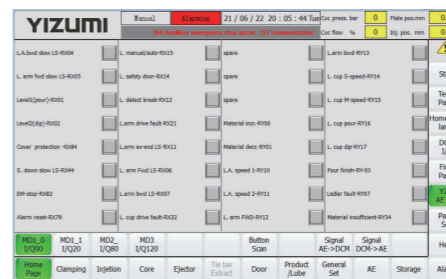 YIZUMI
Manual Alarming 21 / 06 / 22 20 : 05 : 44 Tue Cur. press. bar 0 Plate pos.mm
Cur. flow % 0 Inj. pos. mm
L.A.bwd slow LS-RX04 L. manual/auto-RX15 spare L.arm bwd-RY13
L. arm fwd slow LS-RX05 L. safety door-RX14 spare L. cup S-speed-RY14
Level1(pour)-RX01 L. detect break-RX12 spare L. cup M-speed-RY15
Level2(dip)-RX02 L.arm drive fault-RX21 Material incr.-RY00 L. cup pour-RY16
Cover protection -RX84 L.arm ex-end LS-RX11 Material decr.-RY01 L. cup dip-RY17
S. down slow LS-RX44 L.arm Fwd LS-RX06 L.A. speed 1-RY10 Pour finish-RY-03
EM-stop-RX82 L.arm bwd LS-RX07 L.A. speed 2-RY11 Ladler fault-RY07
Alarm reset-RX79 L. cup drive fault-RX22 L. arm FWD-RY12 Material insufficient-RY34
MD1_0 MD1_1 MD2_ MD3 Button Signal Signal
I/Q00 I/Q20 I/Q80 I/Q120 Scan AE->DCM DCM->AE
Home Clamping Injetion Core Ejector Tie bar Door Product General AE Storage
Page Extract /Lube Set